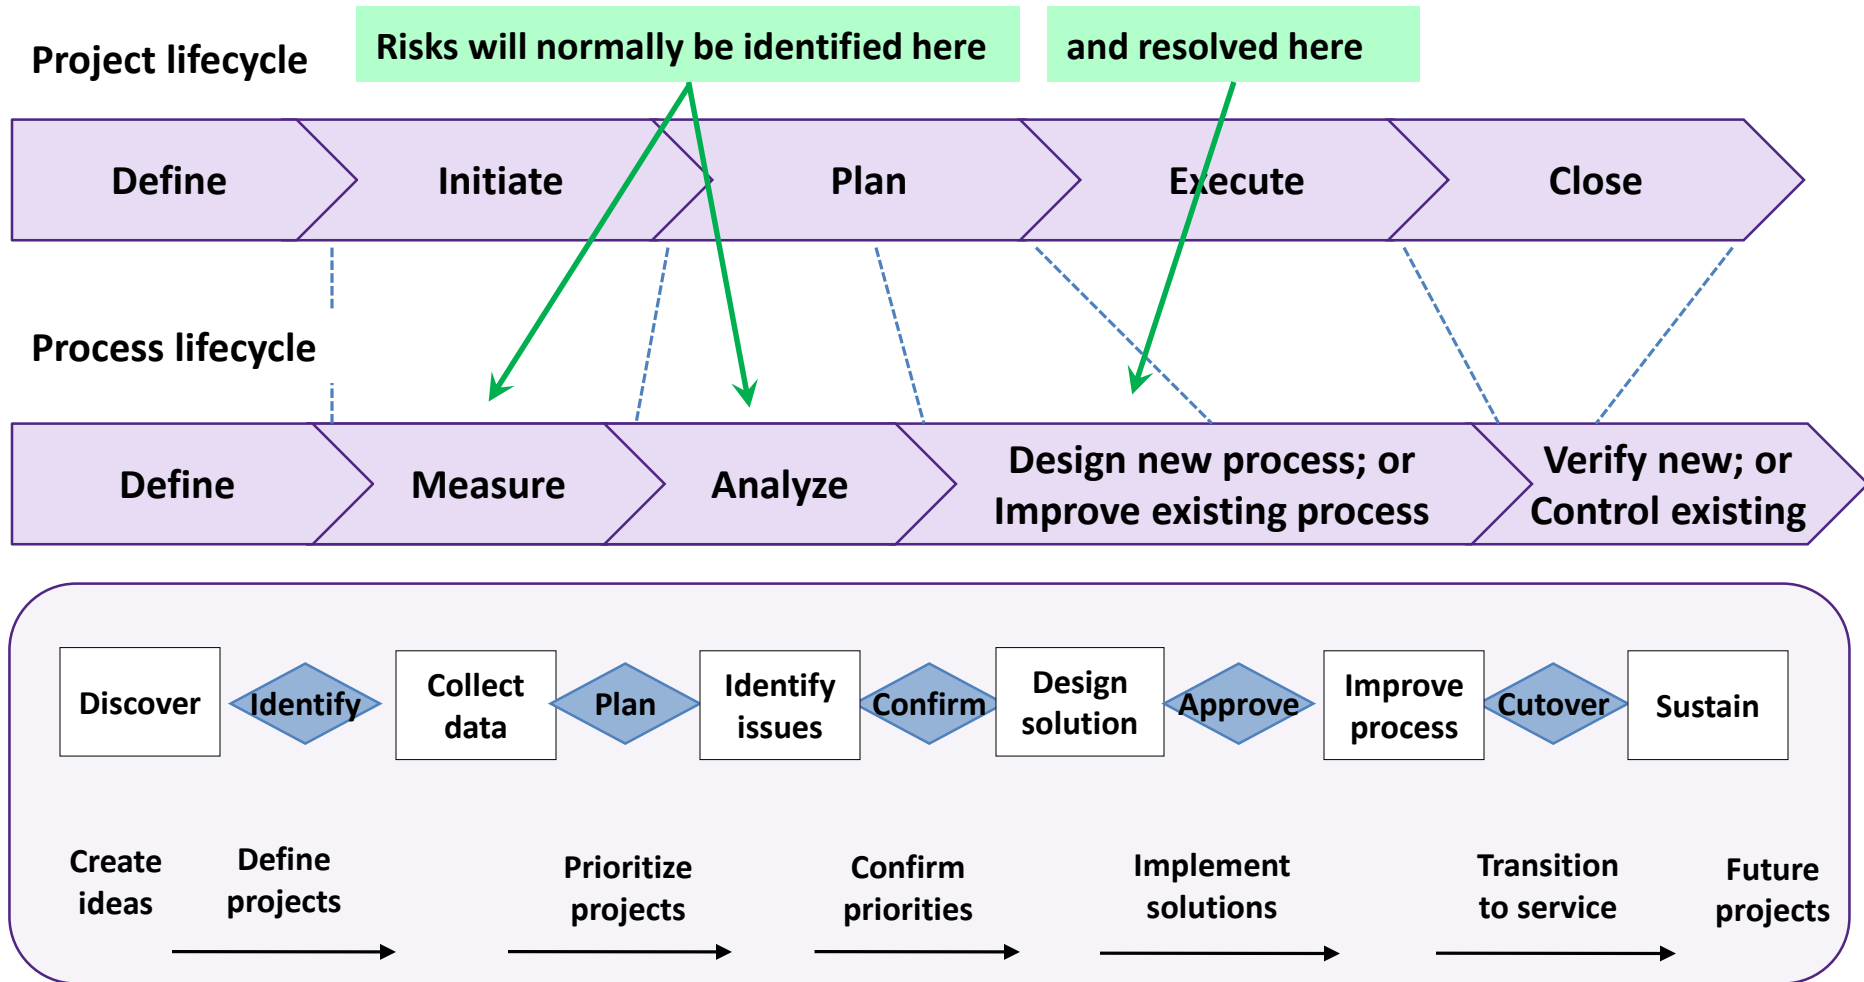 Project lifecycle
Risks will normally be identified here
and resolved here
Define
Initiate
Plan
Execute
Close
Process lifecycle
Define
Measure
Analyze
Design new process; or
Improve existing process
Verify new; or
Control existing
Discover
Identify
Collect
data
Plan
Identify
issues
Confirm
Design
solution
Approve
Improve
process
Cutover
Sustain
Create
ideas
Define
projects
Prioritize
projects
Confirm
priorities
Implement
solutions
Transition
to service
Future
projects